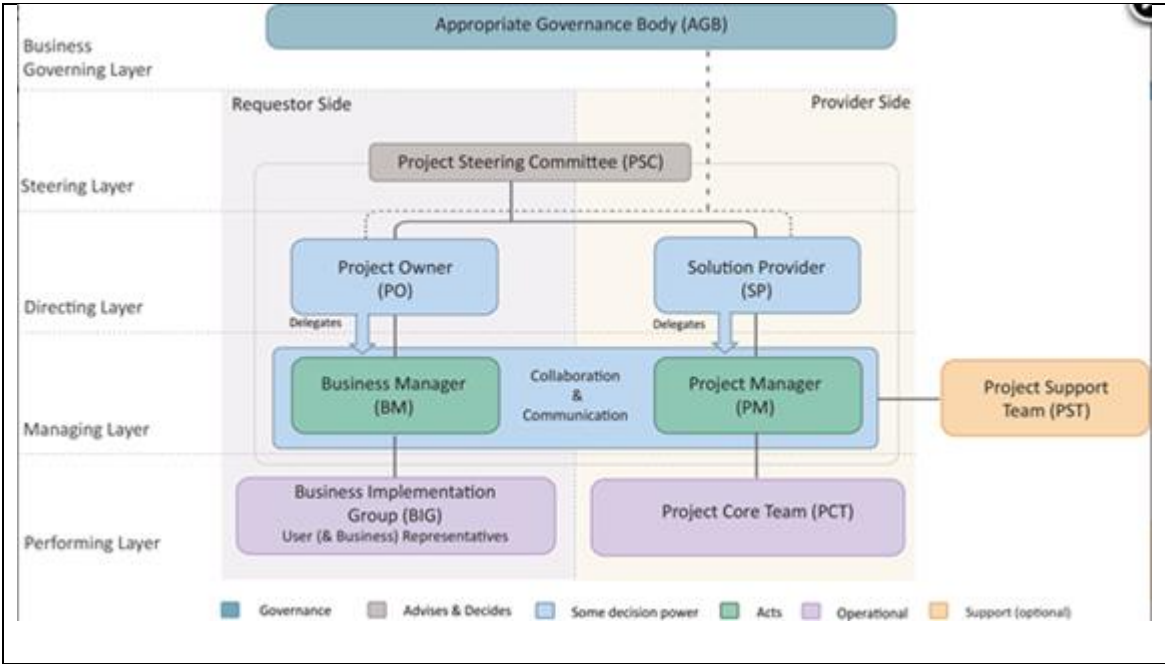 Appropriate Governance Body (AGB)
Business
Governing Layer
Requestor Side
Provider Side
Project Steering Committee (PSC)
Steering Layer
Project Owner
(PO)
Solution Provider
(SP)
Directing Layer
Delegates
Delegates
Business Manager
(BM)
Collaboration
&
Communication
Project Manager
(PM)
Project Support
Team (PST)
Managing Layer
Business Implementation
Group (BIG)
User (& Business) Representatives
Project Core Team (PCT)
Performing Layer
Governance
Advises & Decides
Some decision power
Acts
Operational
Support (optional)